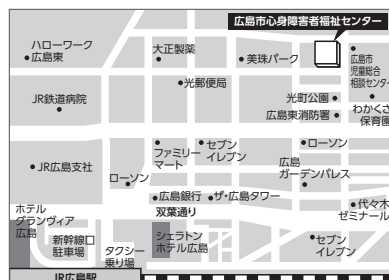 広島市心身障害者福祉センター
ハローワーク
広島東
大正製薬
美珠パーク
広島市
児童総合
相談センター
光郵便局
JR鉄道病院
光町公園
広島東消防署
わかくさ
保育園
ファミリー
マート
セブン
イレブン
ローソン
JR広島支社
ローソン
広島
ガーデンパレス
広島銀行
ザ・広島タワー
双葉通り
代々木
ゼミナール
ホテル
グランヴィア
広島
新幹線口
駐車場
タクシー
乗り場
シェラトン
ホテル広島
セブン
イレブン
JR広島駅